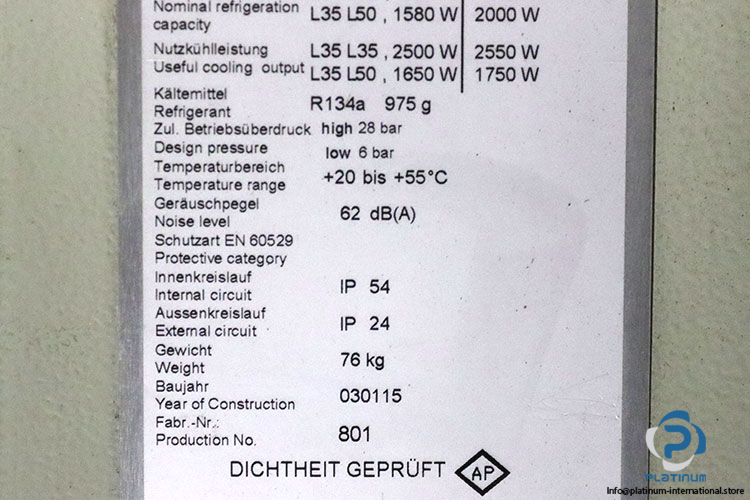 Nominal refrigeration
capacity
L35 L50 , 1580 W 2000 W
Nutzkühlleistung L35 L35 , 2500 W 2550 W
Useful cooling output L35 L50 , 1650 W 1750 W
Kältemittel
Refrigerant R134a 975 g
Zul. Betriebsüberdruck high 28 bar
Design pressure low 6 bar
Temperaturbereich
Temperature range +20 bis +55°C
Geräuschpegel
Noise level 62 dB(A)
Schutzart EN 60529
Protective category
Innenkreislauf
Internal circuit IP 54
Aussenkreislauf
External circuit IP 24
Gewicht
Weight 76 kg
Baujahr
Year of Construction 030115
Fabr.-Nr.:
Production No. 801
DICHTHEIT GEPRÜFT AP
PLATINUM
Info@platinum-international.store